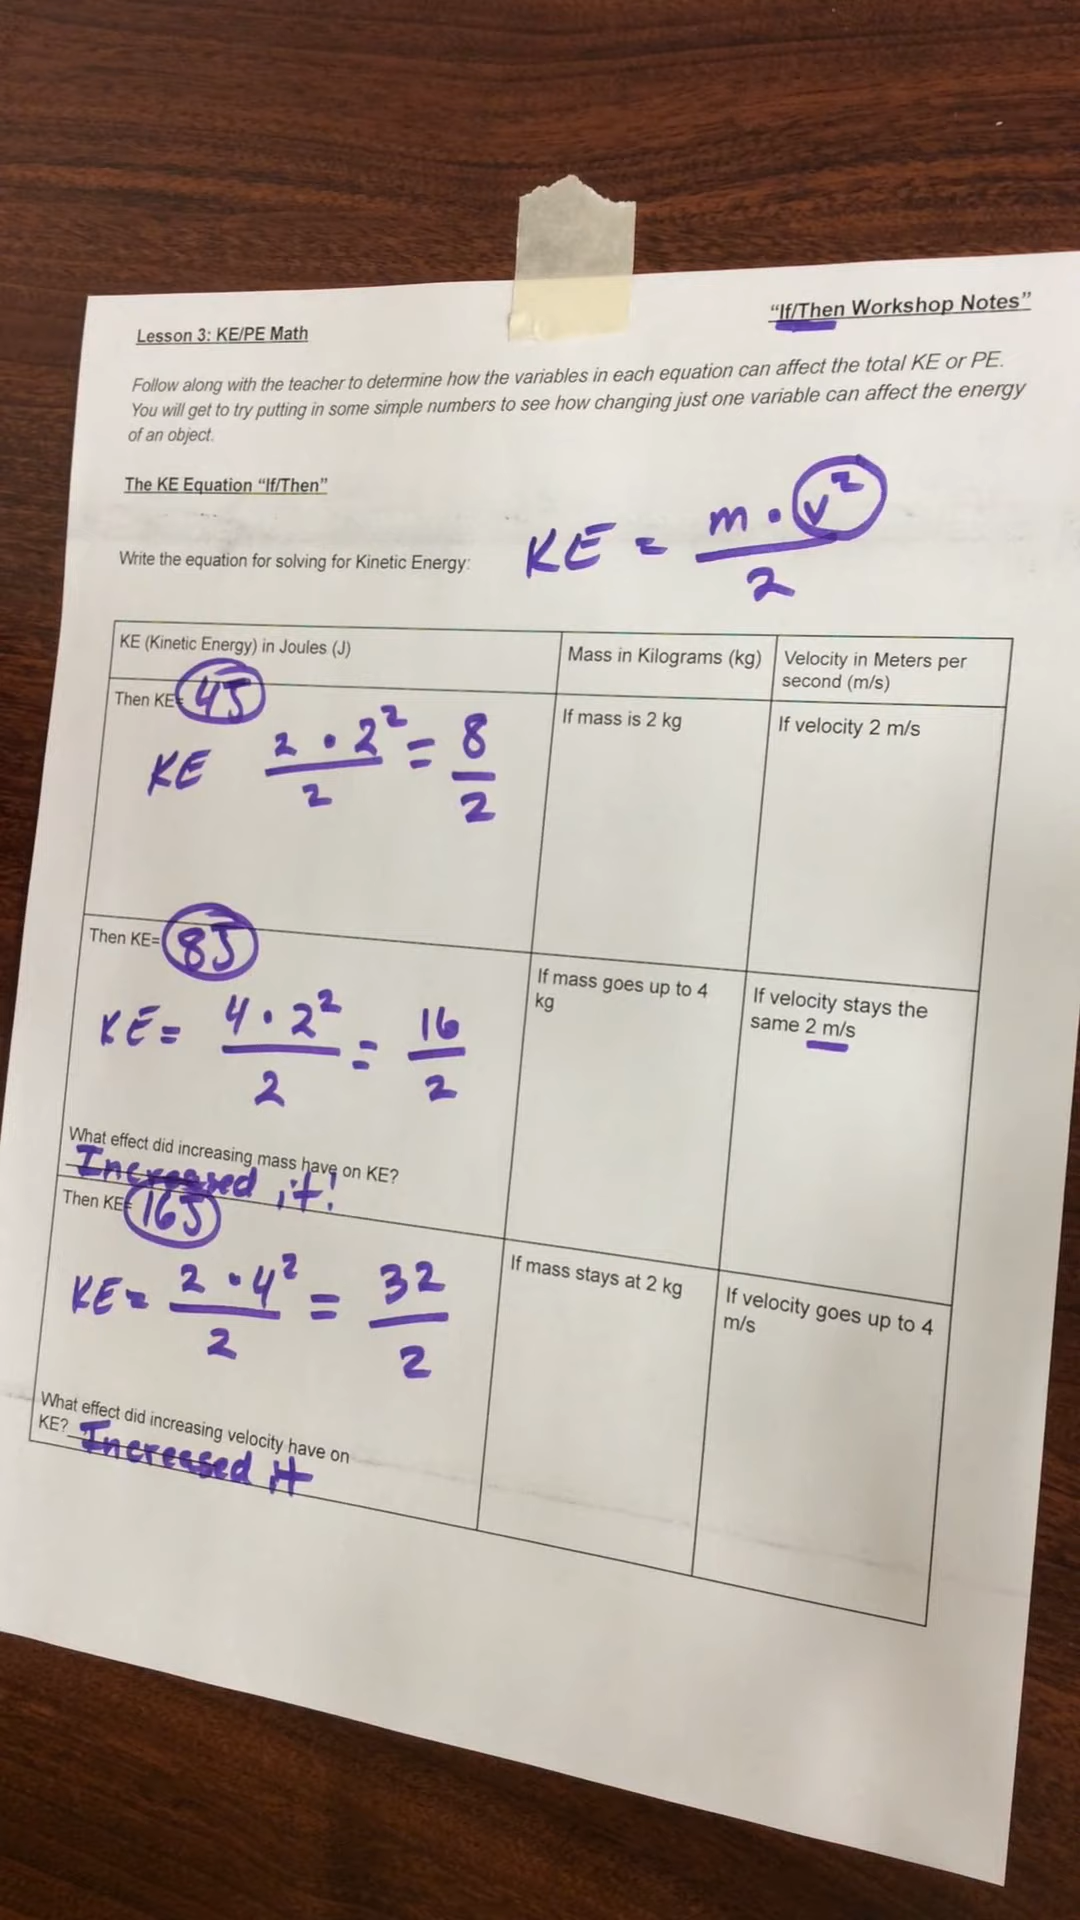 "If/Then Workshop Notes"
Lesson 3: KE/PE Math
Follow along with the teacher to determine how the variables in each equation can affect the total KE or PE.
You will get to try putting in some simple numbers to see how changing just one variable can affect the energy
of an object.
The KE Equation "If/Then"
Write the equation for solving for Kinetic Energy:
KE = m · v²
2
KE (Kinetic Energy) in Joules (J)
Mass in Kilograms (kg)
Velocity in Meters per
second (m/s)
Then KE= 4J
KE 2 · 2² = 8
2 2
If mass is 2 kg
If velocity 2 m/s
Then KE= 8J
KE = 4 · 2² = 16
2 2
What effect did increasing mass have on KE?
Increased it!
If mass goes up to 4
kg
If velocity stays the
same 2 m/s
Then KE= 16J
KE = 2 · 4² = 32
2 2
What effect did increasing velocity have on
KE? Increased it
If mass stays at 2 kg
If velocity goes up to 4
m/s